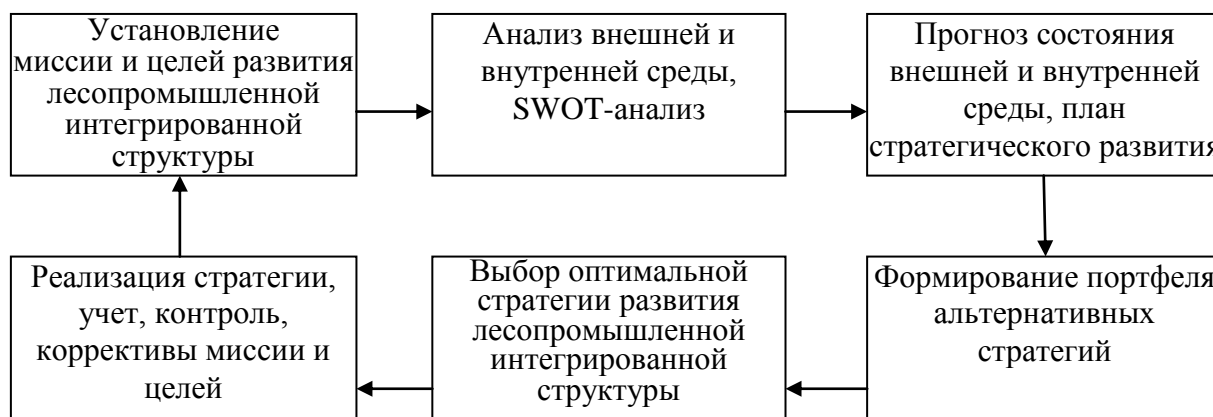 Установление
миссии и целей развития
лесопромышленной
интегрированной
структуры
Анализ внешней и
внутренней среды,
SWOT-анализ
Прогноз состояния
внешней и внутренней
среды, план
стратегического развития
Реализация стратегии,
учет, контроль,
коррективы миссии и
целей
Выбор оптимальной
стратегии развития
лесопромышленной
интегрированной
структуры
Формирование портфеля
альтернативных
стратегий